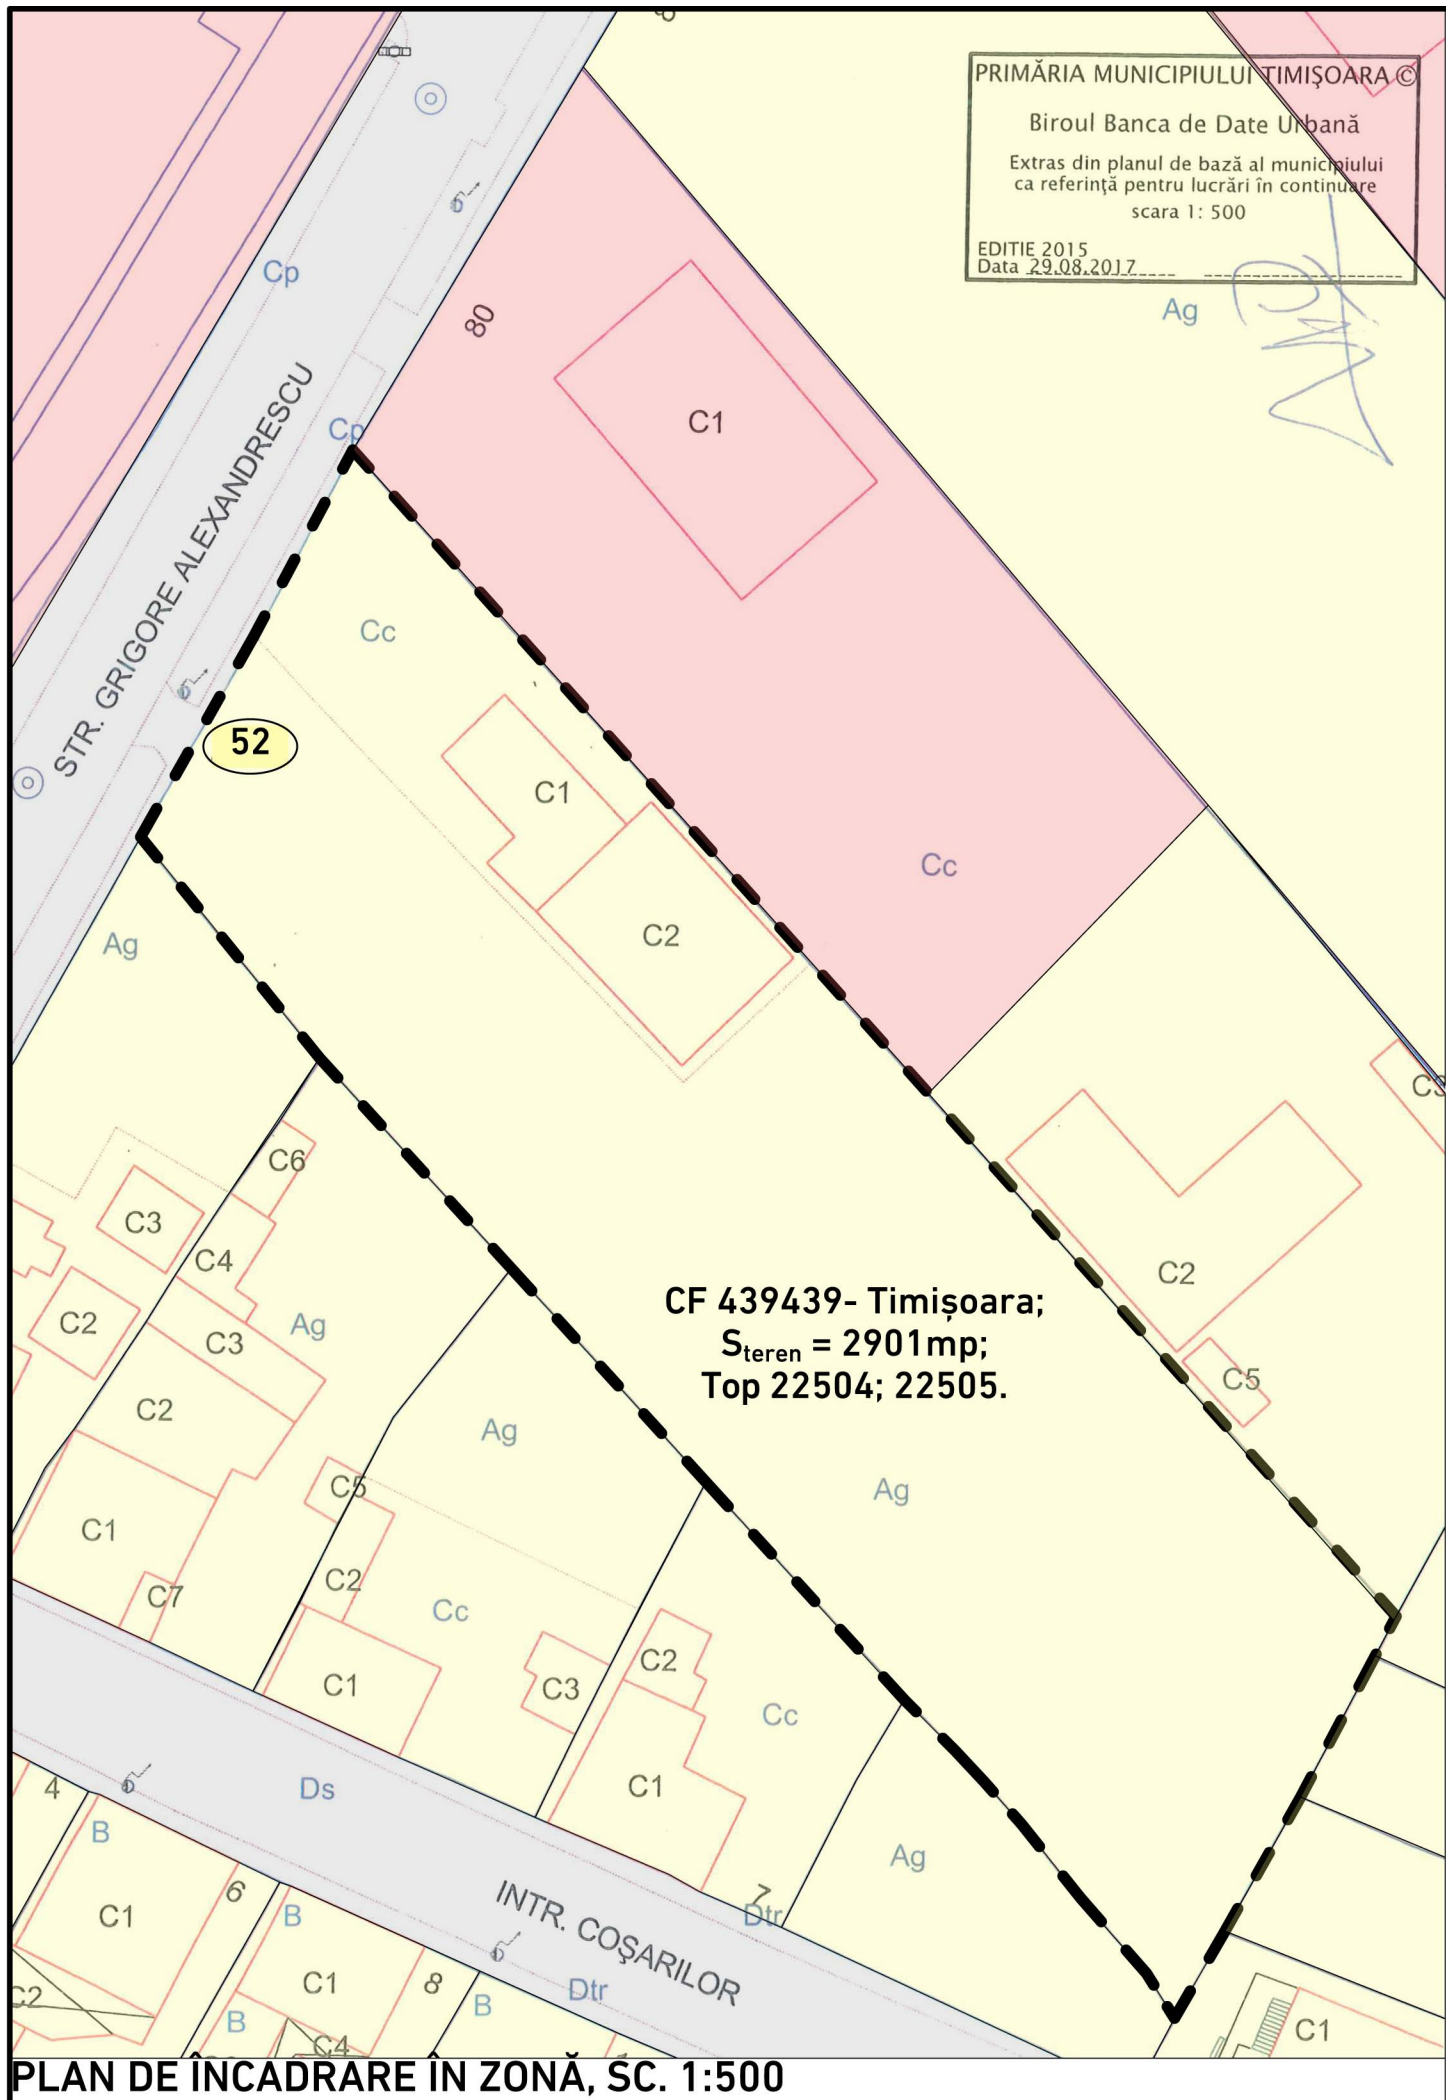 PRIMĂRIA MUNICIPIULUI TIMIŞOARA ©
Biroul Banca de Date Urbană
Extras din planul de bază al municipiului
ca referinţă pentru lucrări în continuare
scara 1: 500
EDITIE 2015
Data 29.08.2017
Cp
80
Ag
C1
Cp
STR. GRIGORE ALEXANDRESCU
Cc
52
C1
Cc
C2
Ag
C6
C3
C4
C2
C2
Ag
C3
C5
C2
CF 439439- Timișoara;
Steren = 2901mp;
Top 22504; 22505.
Ag
Ag
C5
C1
C2
C7
Cc
C2
C1
C3
Cc
C1
Ds
4
B
Ag
6
7
Dtr
C1
B
INTR. COŞARILOR
C1
8
Dtr
B
C2
B
C4
C1
PLAN DE ÎNCADRARE ÎN ZONĂ, SC. 1:500